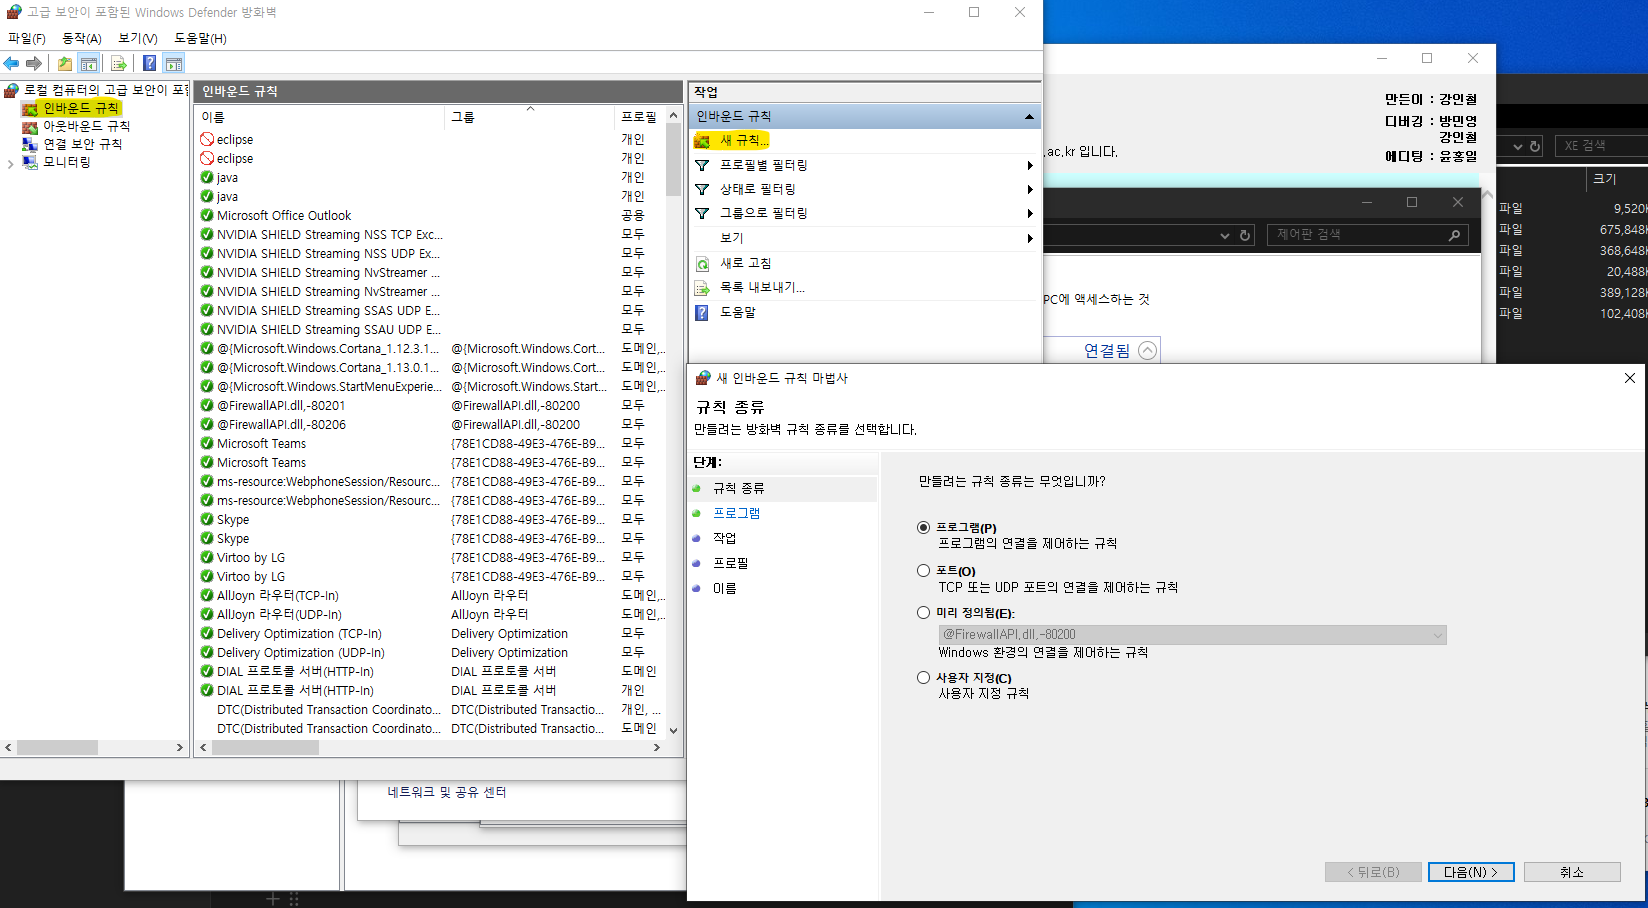 고급 보안이 포함된 Windows Defender 방화벽
파일(F) 동작(A) 보기(V) 도움말(H)
로컬 컴퓨터의 고급 보안이 포함
인바운드 규칙
아웃바운드 규칙
연결 보안 규칙
모니터링
인바운드 규칙
이름 그룹 프로필
eclipse 개인
eclipse 개인
java 개인
java 개인
Microsoft Office Outlook 공용
NVIDIA SHIELD Streaming NSS TCP Exc... 모두
NVIDIA SHIELD Streaming NSS UDP Ex... 모두
NVIDIA SHIELD Streaming NvStreamer ... 모두
NVIDIA SHIELD Streaming NvStreamer ... 모두
NVIDIA SHIELD Streaming SSAS UDP E... 모두
NVIDIA SHIELD Streaming SSAU UDP E... 모두
@{Microsoft.Windows.Cortana_1.12.3.1... @{Microsoft.Windows.Cort... 도메인,...
@{Microsoft.Windows.Cortana_1.13.0.1... @{Microsoft.Windows.Cort... 도메인,...
@{Microsoft.Windows.StartMenuExperie... @{Microsoft.Windows.Start... 도메인,...
@FirewallAPI.dll,-80201 @FirewallAPI.dll,-80200 모두
@FirewallAPI.dll,-80206 @FirewallAPI.dll,-80200 모두
Microsoft Teams {78E1CD88-49E3-476E-B9... 모두
Microsoft Teams {78E1CD88-49E3-476E-B9... 모두
ms-resource:WebphoneSession/Resourc... {78E1CD88-49E3-476E-B9... 모두
ms-resource:WebphoneSession/Resourc... {78E1CD88-49E3-476E-B9... 모두
Skype {78E1CD88-49E3-476E-B9... 모두
Skype {78E1CD88-49E3-476E-B9... 모두
Virtoo by LG {78E1CD88-49E3-476E-B9... 모두
Virtoo by LG {78E1CD88-49E3-476E-B9... 모두
AllJoyn 라우터(TCP-In) AllJoyn 라우터 도메인,...
AllJoyn 라우터(UDP-In) AllJoyn 라우터 도메인,...
Delivery Optimization (TCP-In) Delivery Optimization 모두
Delivery Optimization (UDP-In) Delivery Optimization 모두
DIAL 프로토콜 서버(HTTP-In) DIAL 프로토콜 서버 도메인
DIAL 프로토콜 서버(HTTP-In) DIAL 프로토콜 서버 개인
DTC(Distributed Transaction Coordinato... DTC(Distributed Transactio... 개인, ...
DTC(Distributed Transaction Coordinato... DTC(Distributed Transactio... 도메인
작업
인바운드 규칙
새 규칙...
프로필별 필터링
상태로 필터링
그룹으로 필터링
보기
새로 고침
목록 내보내기...
도움말
만든이 : 강인철
디버깅 : 방민영
강인철
에디팅 : 윤홍일
.ac.kr 입니다.
XE 검색
크기
파일 9,520K
파일 675,848K
파일 368,648K
파일 20,488K
파일 389,128K
파일 102,408K
제어판 검색
PC에 액세스하는 것
연결됨
네트워크 및 공유 센터
새 인바운드 규칙 마법사
규칙 종류
만들려는 방화벽 규칙 종류를 선택합니다.
단계:
규칙 종류
프로그램
작업
프로필
이름
만들려는 규칙 종류는 무엇입니까?
프로그램(P)
프로그램의 연결을 제어하는 규칙
포트(O)
TCP 또는 UDP 포트의 연결을 제어하는 규칙
미리 정의됨(E):
@FirewallAPI.dll,-80200
Windows 환경의 연결을 제어하는 규칙
사용자 지정(C)
사용자 지정 규칙
< 뒤로(B) 다음(N) > 취소